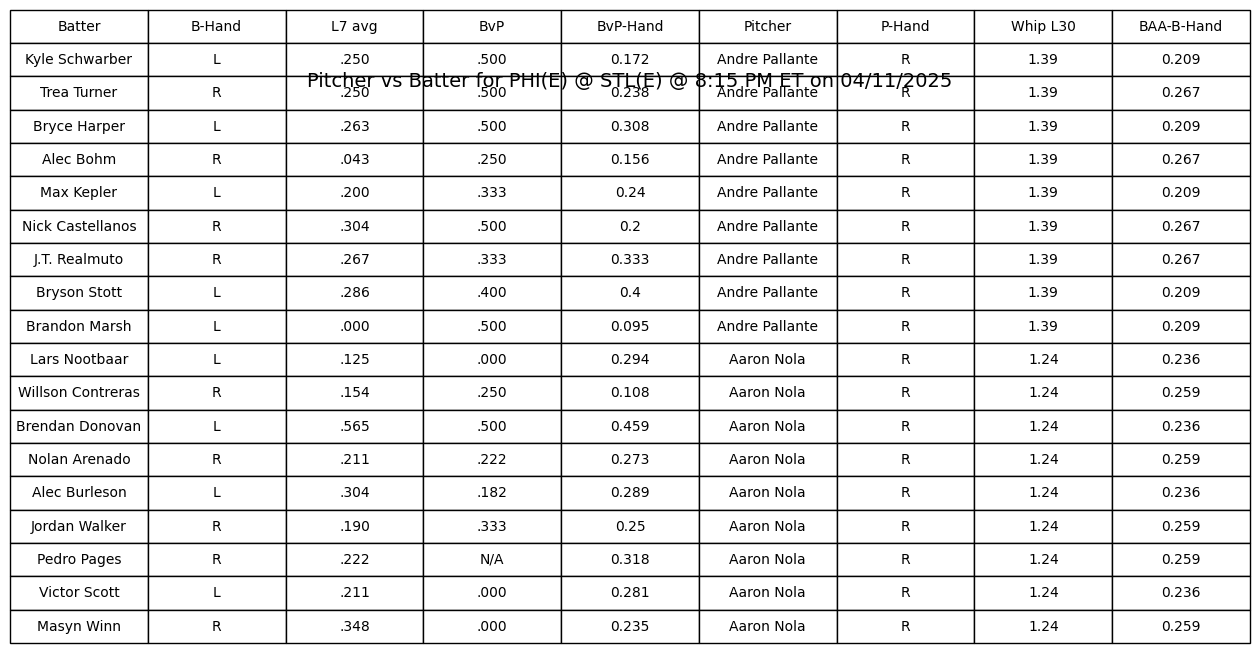 Batter B-Hand L7 avg BvP BvP-Hand Pitcher P-Hand Whip L30 BAA-B-Hand
Kyle Schwarber L .250 .500 0.172 Andre Pallante R 1.39 0.209
Pitcher vs Batter for PHI(E) @ STL(E) @ 8:15 PM ET on 04/11/2025
Trea Turner R .250 .500 0.238 Andre Pallante R 1.39 0.267
Bryce Harper L .263 .500 0.308 Andre Pallante R 1.39 0.209
Alec Bohm R .043 .250 0.156 Andre Pallante R 1.39 0.267
Max Kepler L .200 .333 0.24 Andre Pallante R 1.39 0.209
Nick Castellanos R .304 .500 0.2 Andre Pallante R 1.39 0.267
J.T. Realmuto R .267 .333 0.333 Andre Pallante R 1.39 0.267
Bryson Stott L .286 .400 0.4 Andre Pallante R 1.39 0.209
Brandon Marsh L .000 .500 0.095 Andre Pallante R 1.39 0.209
Lars Nootbaar L .125 .000 0.294 Aaron Nola R 1.24 0.236
Willson Contreras R .154 .250 0.108 Aaron Nola R 1.24 0.259
Brendan Donovan L .565 .500 0.459 Aaron Nola R 1.24 0.236
Nolan Arenado R .211 .222 0.273 Aaron Nola R 1.24 0.259
Alec Burleson L .304 .182 0.289 Aaron Nola R 1.24 0.236
Jordan Walker R .190 .333 0.25 Aaron Nola R 1.24 0.259
Pedro Pages R .222 N/A 0.318 Aaron Nola R 1.24 0.259
Victor Scott L .211 .000 0.281 Aaron Nola R 1.24 0.236
Masyn Winn R .348 .000 0.235 Aaron Nola R 1.24 0.259